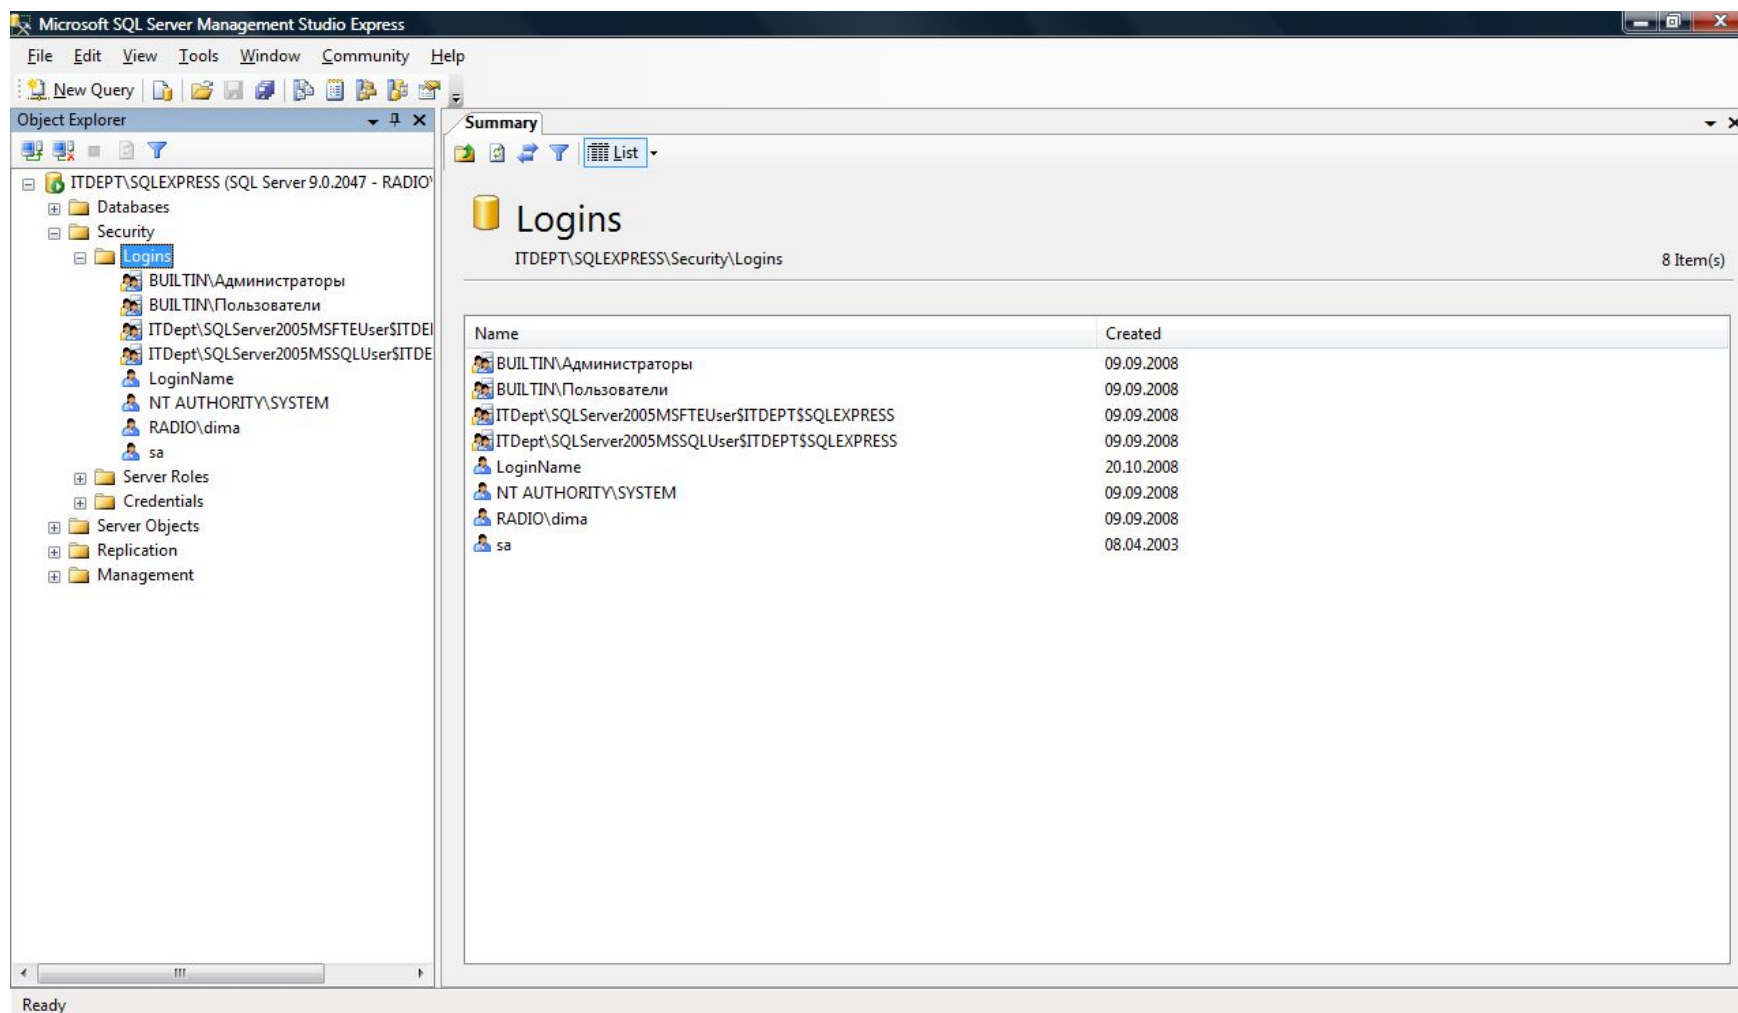 Microsoft SQL Server Management Studio Express
File Edit View Tools Window Community Help
New Query
Object Explorer
ITDEPT\SQLEXPRESS (SQL Server 9.0.2047 - RADIO\
Databases
Security
Logins
BUILTIN\Администраторы
BUILTIN\Пользователи
ITDept\SQLServer2005MSFTEUser$ITDEI
ITDept\SQLServer2005MSSQLUser$ITDE
LoginName
NT AUTHORITY\SYSTEM
RADIO\dima
sa
Server Roles
Credentials
Server Objects
Replication
Management
Summary
List
Logins
ITDEPT\SQLEXPRESS\Security\Logins 8 Item(s)
Name Created
BUILTIN\Администраторы 09.09.2008
BUILTIN\Пользователи 09.09.2008
ITDept\SQLServer2005MSFTEUser$ITDEPT$SQLEXPRESS 09.09.2008
ITDept\SQLServer2005MSSQLUser$ITDEPT$SQLEXPRESS 09.09.2008
LoginName 20.10.2008
NT AUTHORITY\SYSTEM 09.09.2008
RADIO\dima 09.09.2008
sa 08.04.2003
Ready